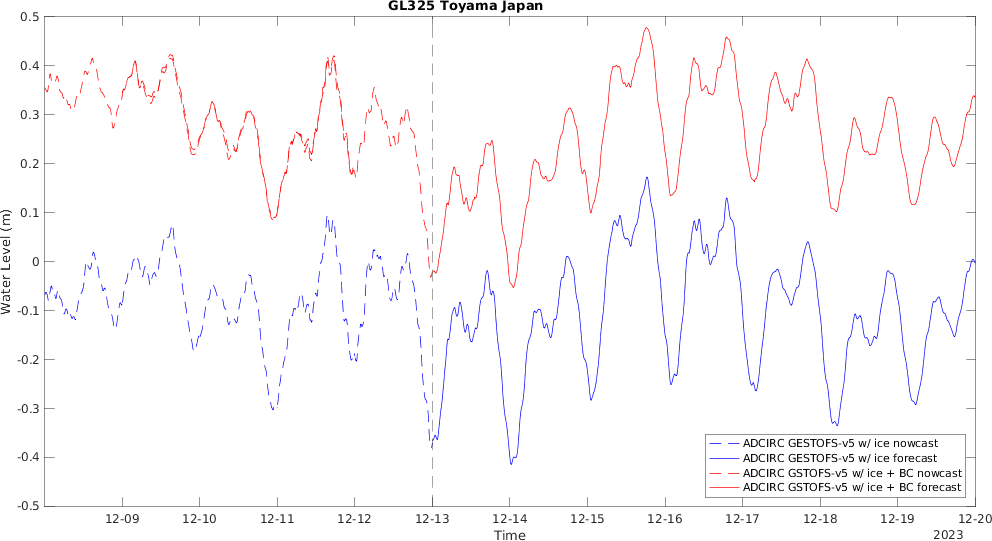 GL325 Toyama Japan
0.5
0.4
0.3
0.2
0.1
0
-0.1
-0.2
-0.3
-0.4
-0.5
Water Level (m)
ADCIRC GESTOFS-v5 w/ ice nowcast
ADCIRC GESTOFS-v5 w/ ice forecast
ADCIRC GSTOFS-v5 w/ ice + BC nowcast
ADCIRC GSTOFS-v5 w/ ice + BC forecast
12-09 12-10 12-11 12-12 12-13 12-14 12-15 12-16 12-17 12-18 12-19 12-20
Time
2023